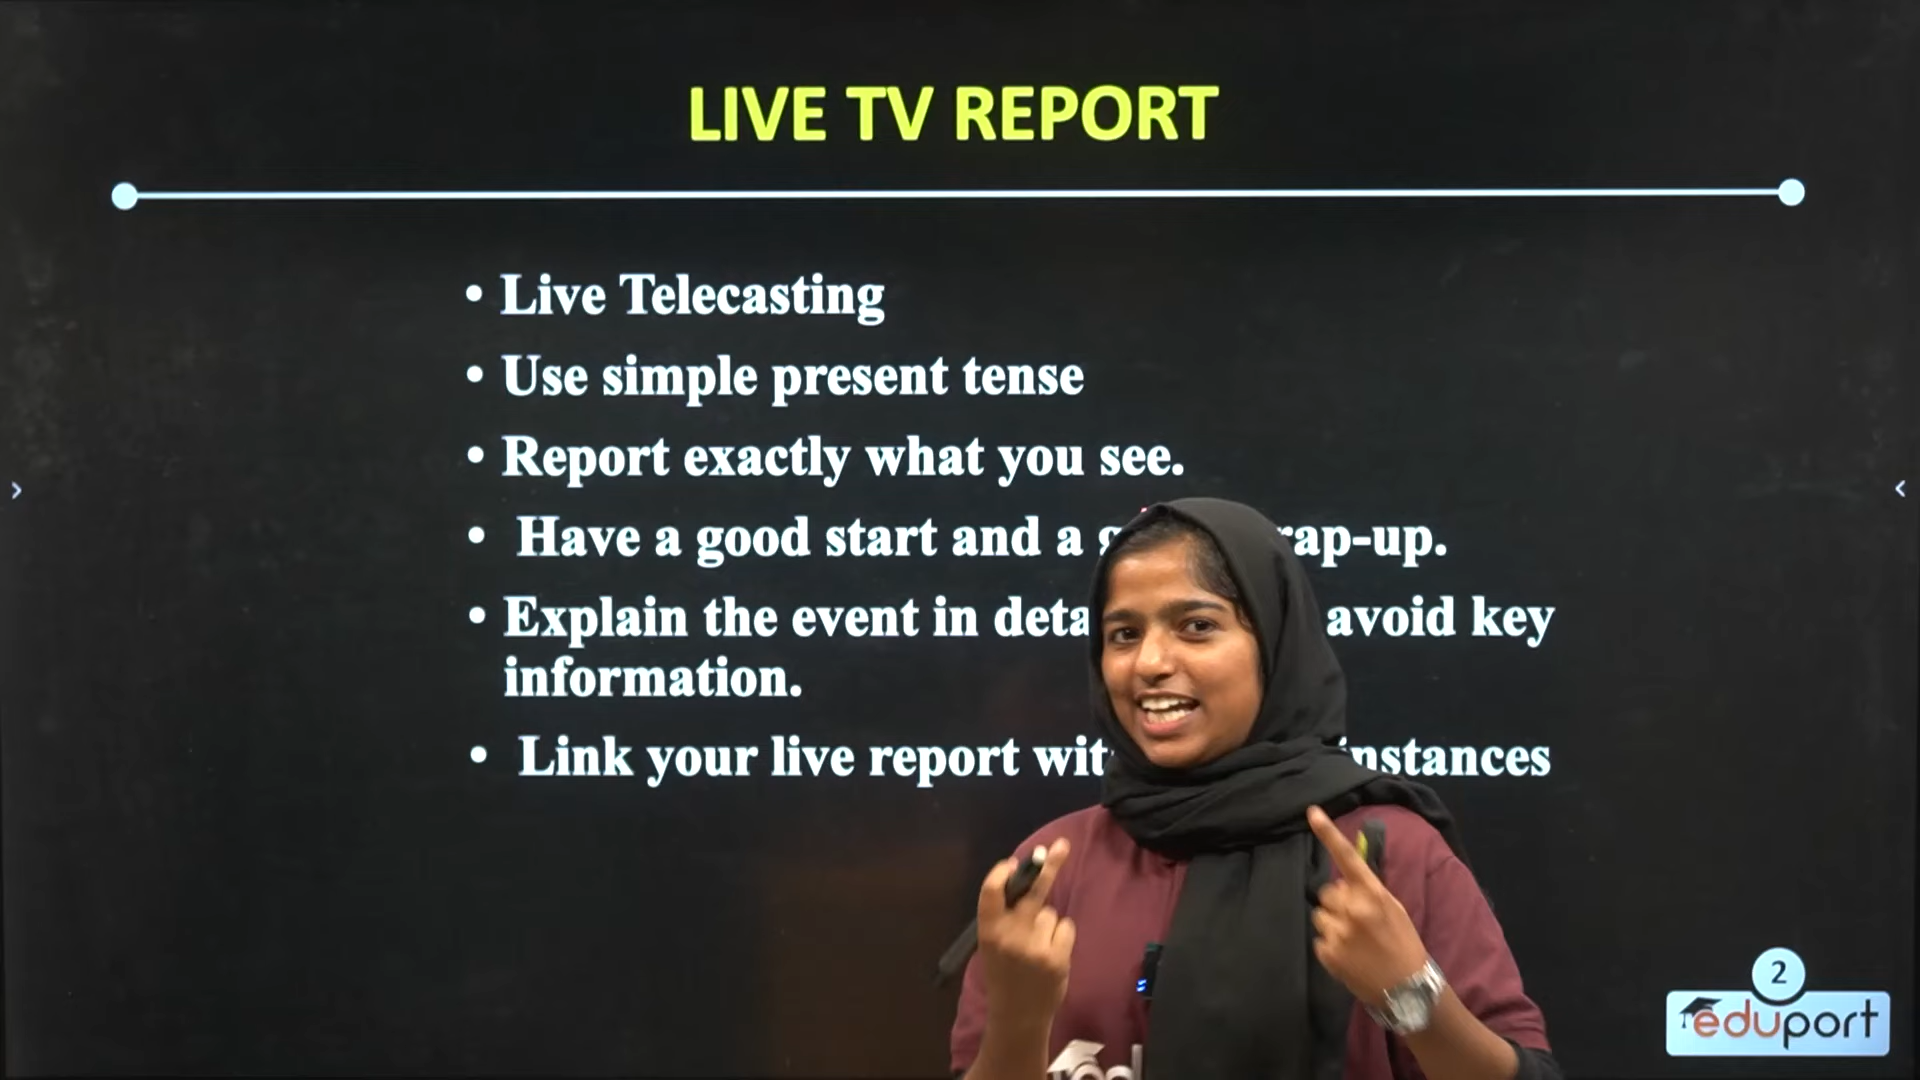 LIVE TV REPORT
• Live Telecasting
• Use simple present tense
• Report exactly what you see.
• Have a good start and a rap-up.
• Explain the event in deta avoid key
information.
• Link your live report wit instances
2
eduport